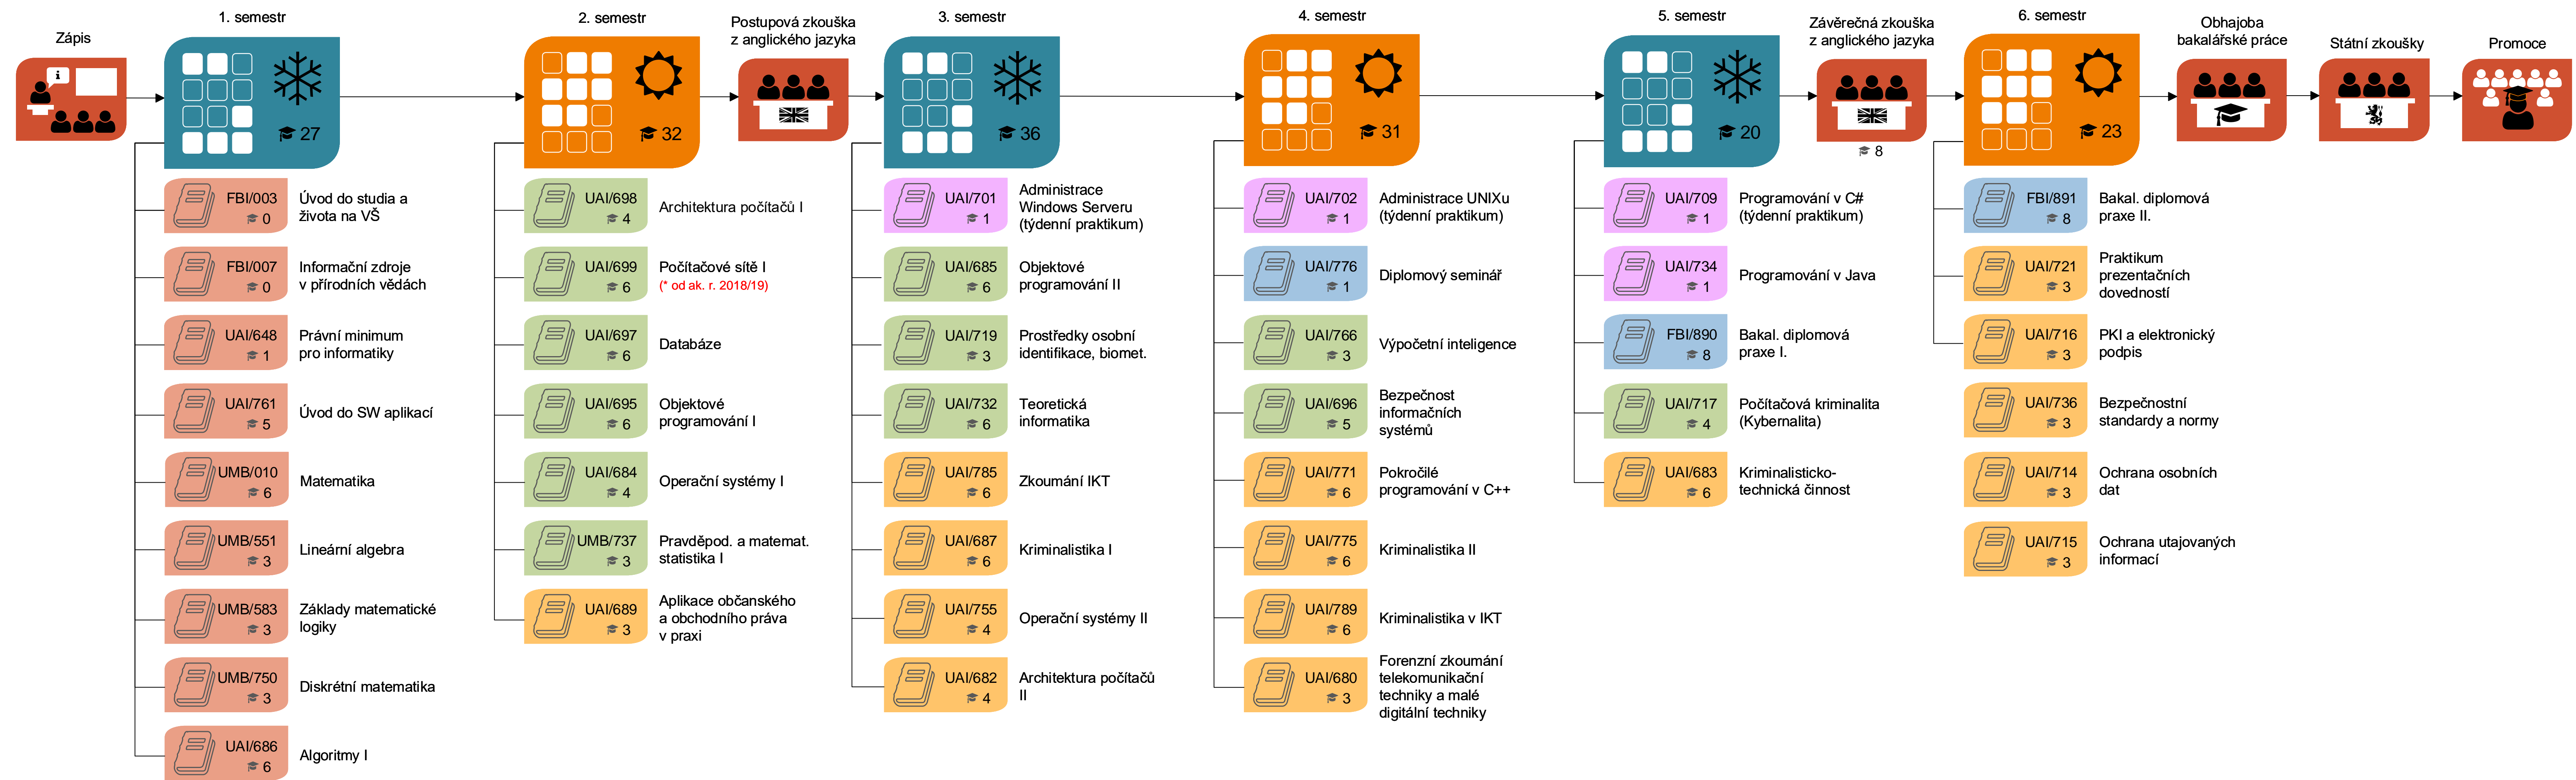 Zápis
1. semestr
27
FBI/003
0
Úvod do studia a
života na VŠ
FBI/007
0
Informační zdroje
v přírodních vědách
UAI/648
1
Právní minimum
pro informatiky
UAI/761
5
Úvod do SW aplikací
UMB/010
6
Matematika
UMB/551
3
Lineární algebra
UMB/583
3
Základy matematické
logiky
UMB/750
3
Diskrétní matematika
UAI/686
6
Algoritmy I
2. semestr
32
UAI/698
4
Architektura počítačů I
UAI/699
6
Počítačové sítě I
(* od ak. r. 2018/19)
UAI/697
6
Databáze
UAI/695
6
Objektové
programování I
UAI/684
4
Operační systémy I
UMB/737
3
Pravděpod. a matemat.
statistika I
UAI/689
3
Aplikace občanského
a obchodního práva
v praxi
Postupová zkouška
z anglického jazyka
3. semestr
36
UAI/701
1
Administrace
Windows Serveru
(týdenní praktikum)
UAI/685
6
Objektové
programování II
UAI/719
3
Prostředky osobní
identifikace, biomet.
UAI/732
6
Teoretická
informatika
UAI/785
6
Zkoumání IKT
UAI/687
6
Kriminalistika I
UAI/755
4
Operační systémy II
UAI/682
4
Architektura počítačů
II
4. semestr
31
UAI/702
1
Administrace UNIXu
(týdenní praktikum)
UAI/776
1
Diplomový seminář
UAI/766
3
Výpočetní inteligence
UAI/696
5
Bezpečnost
informačních
systémů
UAI/771
6
Pokročilé
programování v C++
UAI/775
6
Kriminalistika II
UAI/789
6
Kriminalistika v IKT
UAI/680
3
Forenzní zkoumání
telekomunikační
techniky a malé
digitální techniky
5. semestr
20
UAI/709
1
Programování v C#
(týdenní praktikum)
UAI/734
1
Programování v Java
FBI/890
8
Bakal. diplomová
praxe I.
UAI/717
4
Počítačová kriminalita
(Kybernalita)
UAI/683
6
Kriminalisticko-
technická činnost
Závěrečná zkouška
z anglického jazyka
8
6. semestr
23
FBI/891
8
Bakal. diplomová
praxe II.
UAI/721
3
Praktikum
prezentačních
dovedností
UAI/716
3
PKI a elektronický
podpis
UAI/736
3
Bezpečnostní
standardy a normy
UAI/714
3
Ochrana osobních
dat
UAI/715
3
Ochrana utajovaných
informací
Obhajoba
bakalářské práce
Státní zkoušky
Promoce